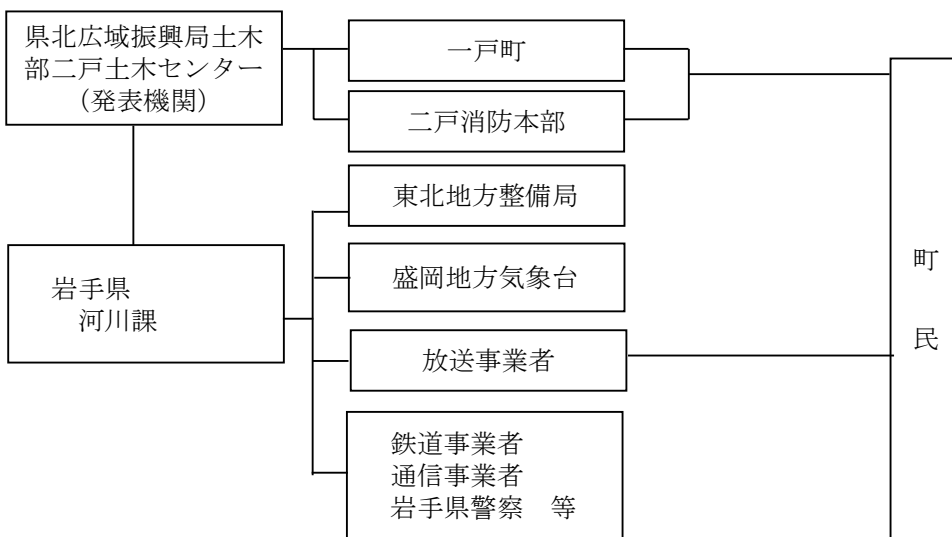 県北広域振興局土木
部二戸土木センター
（発表機関）
一戸町
二戸消防本部
東北地方整備局
岩手県
河川課
盛岡地方気象台
放送事業者
鉄道事業者
通信事業者
岩手県警察　等
町
民